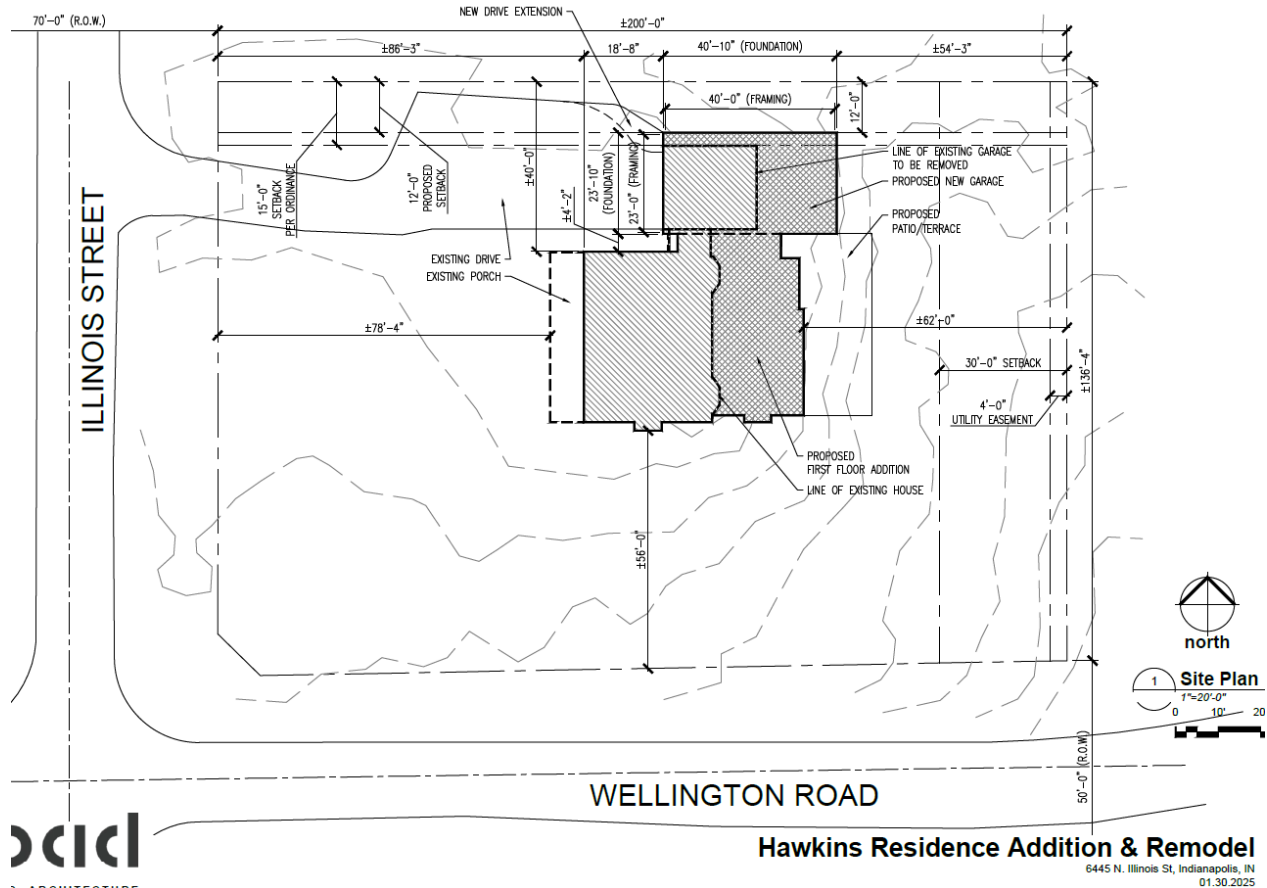 NEW DRIVE EXTENSION
70'-0" (R.O.W.)
±200'-0"
±86'-3"
18'-8"
40'-10" (FOUNDATION)
±54'-3"
40'-0" (FRAMING)
12'-0"
LINE OF EXISTING GARAGE
TO BE REMOVED
PROPOSED NEW GARAGE
PROPOSED
PATIO/TERRACE
15'-0"
SETBACK
PER ORDINANCE
12'-0"
PROPOSED
SETBACK
±40'-0"
±4'-2"
23'-10"
(FOUNDATION)
23'-0" (FRAMING)
EXISTING DRIVE
EXISTING PORCH
ILLINOIS STREET
±78'-4"
±62'-0"
30'-0" SETBACK
±136'-4"
4'-0"
UTILITY EASEMENT
PROPOSED
FIRST FLOOR ADDITION
LINE OF EXISTING HOUSE
±56'-0"
north
1
Site Plan
1"=20'-0"
0 10' 20
50'-0" (R.O.W.)
WELLINGTON ROAD
Hawkins Residence Addition & Remodel
6445 N. Illinois St, Indianapolis, IN
01.30.2025